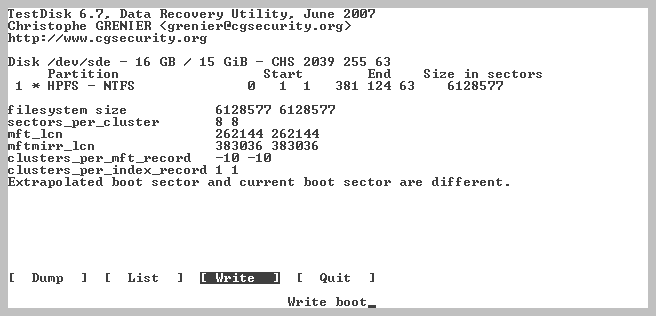 TestDisk 6.7, Data Recovery Utility, June 2007
Christophe GRENIER <grenier@cgsecurity.org>
http://www.cgsecurity.org
Disk /dev/sde - 16 GB / 15 GiB - CHS 2039 255 63
Partition Start End Size in sectors
1 * HPFS - NTFS 0 1 1 381 124 63 6128577
filesystem size 6128577 6128577
sectors_per_cluster 8 8
mft_lcn 262144 262144
mftmirr_lcn 383036 383036
clusters_per_mft_record -10 -10
clusters_per_index_record 1 1
Extrapolated boot sector and current boot sector are different.
[ Dump ] [ List ] [ Write ] [ Quit ]
Write boot_